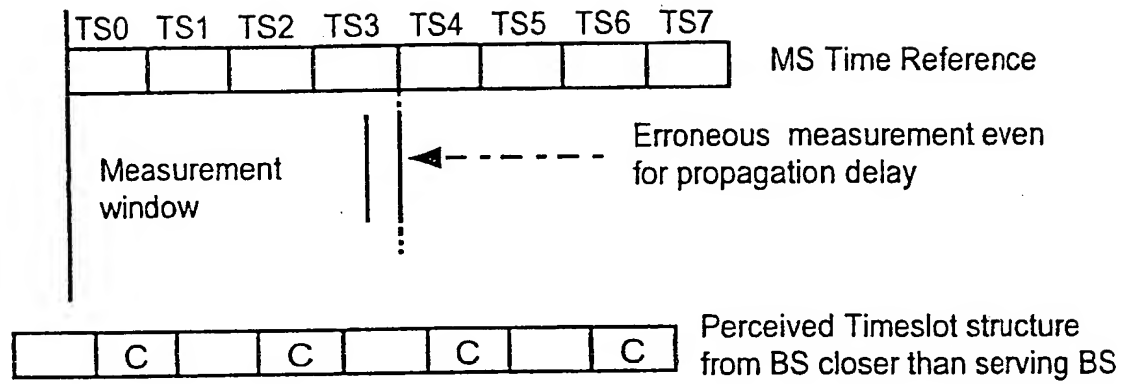 TS0 TS1 TS2 TS3 TS4 TS5 TS6 TS7
MS Time Reference
Erroneous measurement even
for propagation delay
Measurement
window
Perceived Timeslot structure
from BS closer than serving BS
C C C C